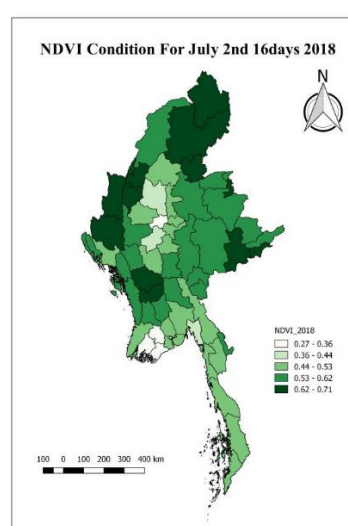 NDVI Condition For July 2nd 16days 2018
N
NDVI_2018
0.27 - 0.36
0.36 - 0.44
0.44 - 0.53
0.53 - 0.62
0.62 - 0.71
100 0 100 200 300 400 km